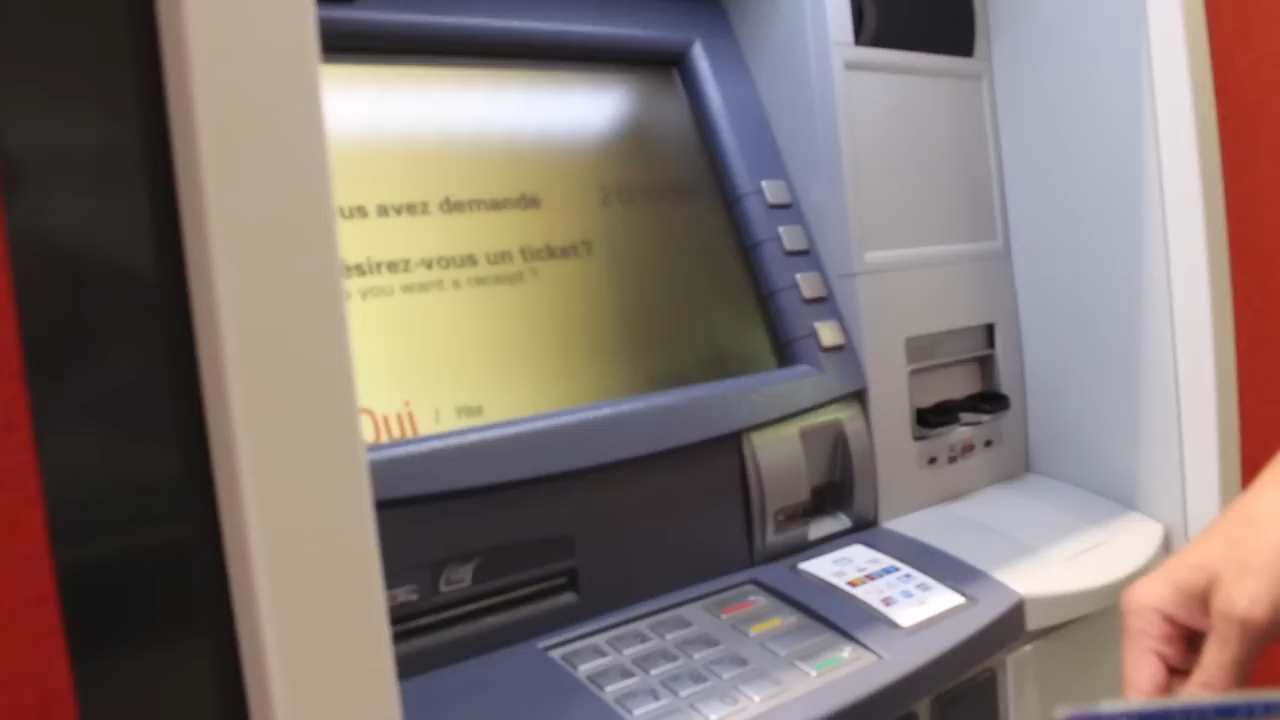 us avez demandé
ésirez-vous un ticket?
you want a receipt ?
Oui | Yes